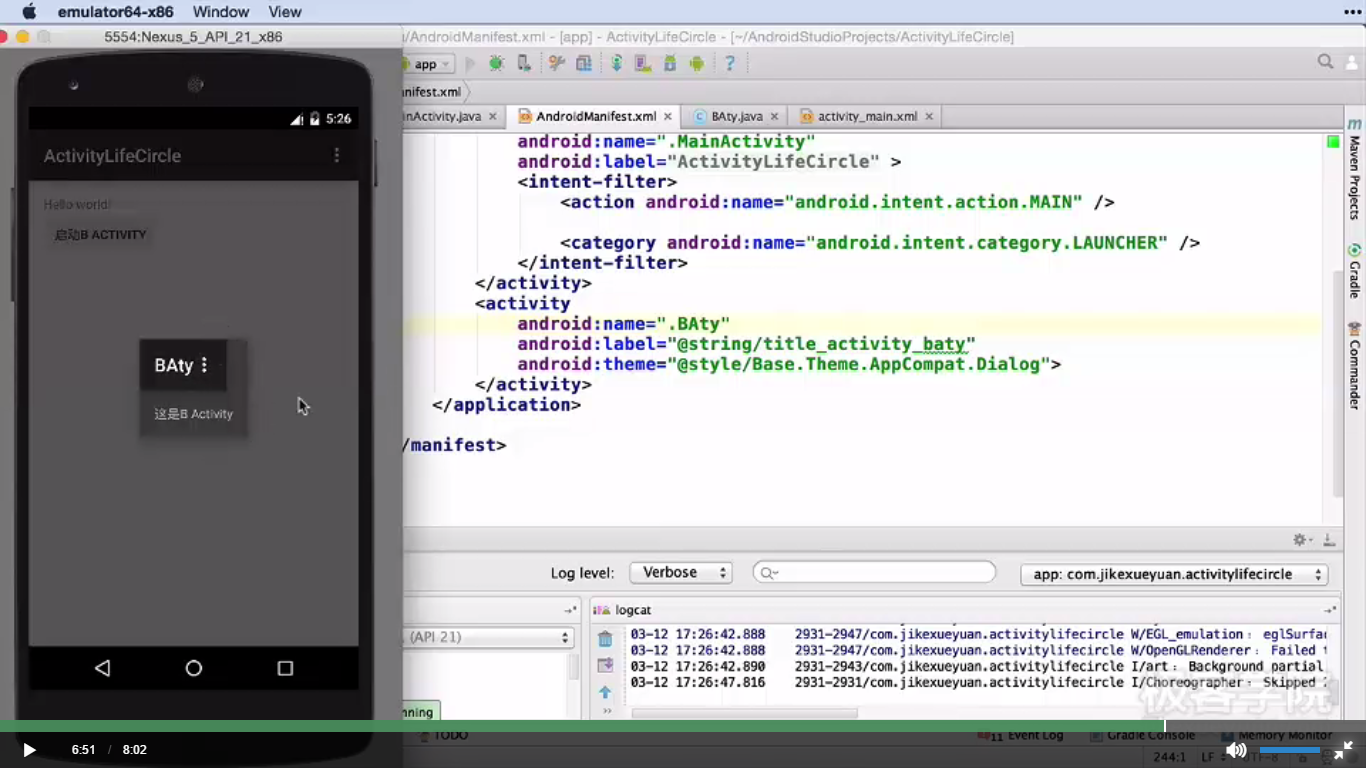 emulator64-x86 Window View
5554:Nexus_5_API_21_x86
/AndroidManifest.xml - [app] - ActivityLifeCircle - [~/AndroidStudioProjects/ActivityLifeCircle]
app
anifest.xml
inActivity.java
AndroidManifest.xml
BAty.java
activity_main.xml
5:26
ActivityLifeCircle
Hello world!
启动B ACTIVITY
BAty
这是B Activity
android:name=".MainActivity"
android:label="ActivityLifeCircle" >
<intent-filter>
<action android:name="android.intent.action.MAIN" />
<category android:name="android.intent.category.LAUNCHER" />
</intent-filter>
</activity>
<activity
android:name=".BAty"
android:label="@string/title_activity_baty"
android:theme="@style/Base.Theme.AppCompat.Dialog">
</activity>
</application>
/manifest>
Maven Projects
Gradle
Commander
Log level: Verbose
app: com.jikexueyuan.activitylifecircle
logcat
(API 21)
03-12 17:26:42.888 2931-2947/com.jikexueyuan.activitylifecircle W/EGL_emulation: eglSurfac
03-12 17:26:42.888 2931-2947/com.jikexueyuan.activitylifecircle W/OpenGLRenderer: Failed t
03-12 17:26:42.890 2931-2943/com.jikexueyuan.activitylifecircle I/art: Background partial
03-12 17:26:47.816 2931-2931/com.jikexueyuan.activitylifecircle I/Choreographer: Skipped
极客学院
nning
TODO
11 Event Log
Gradle Console
Memory Monitor
6:51 / 8:02
244:1 LF UTF-8